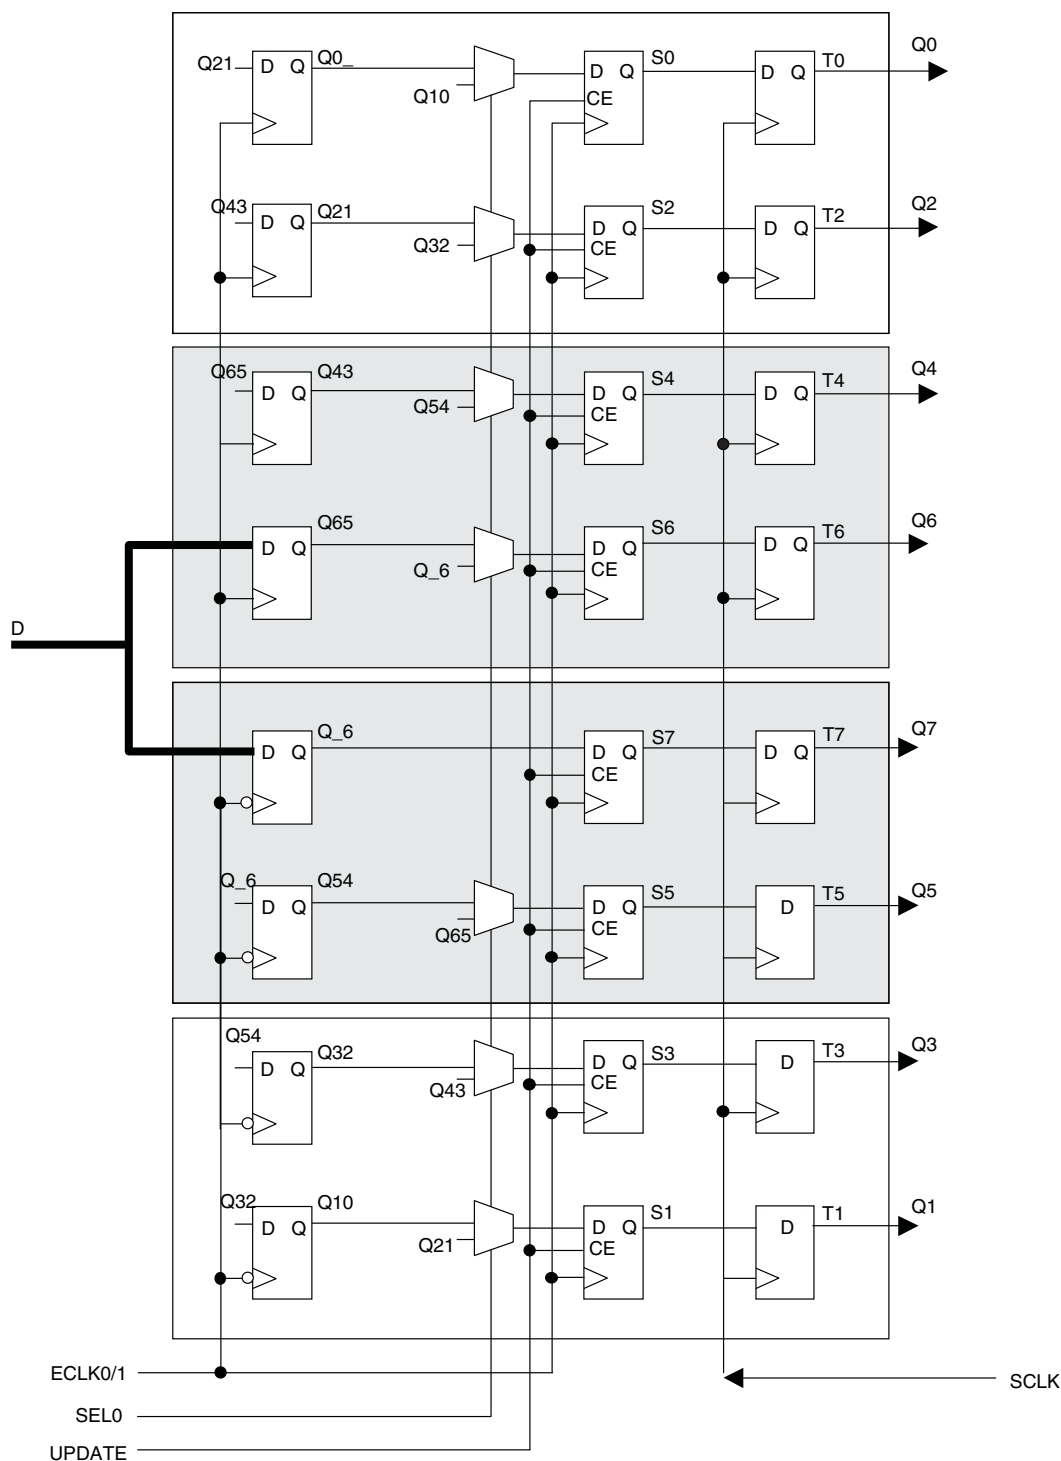 Q21 D Q Q0_ Q10 D Q CE S0 D Q T0 Q0
Q43 D Q Q21 Q32 D Q CE S2 D Q T2 Q2
Q65 D Q Q43 Q54 D Q CE S4 D Q T4 Q4
D Q Q65 Q_6 D Q CE S6 D Q T6 Q6
D
D Q Q_6 D Q CE S7 D Q T7 Q7
Q_6 D Q Q54 Q65 D Q CE S5 D T5 Q5
Q54 D Q Q32 Q43 D Q CE S3 D T3 Q3
Q32 D Q Q10 Q21 D Q CE S1 D T1 Q1
ECLK0/1
SCLK
SEL0
UPDATE